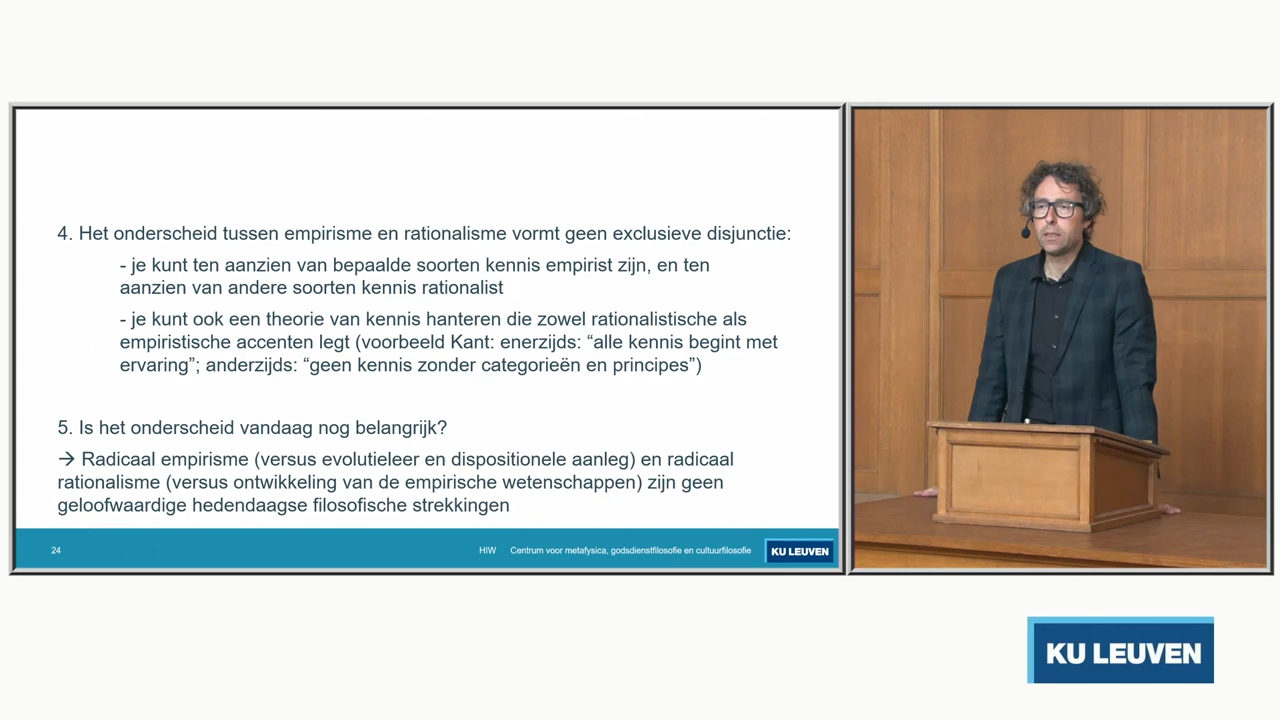 4. Het onderscheid tussen empirisme en rationalisme vormt geen exclusieve disjunctie:
- je kunt ten aanzien van bepaalde soorten kennis empirist zijn, en ten
aanzien van andere soorten kennis rationalist
- je kunt ook een theorie van kennis hanteren die zowel rationalistische als
empiristische accenten legt (voorbeeld Kant: enerzijds: “alle kennis begint met
ervaring”; anderzijds: “geen kennis zonder categorieën en principes”)
5. Is het onderscheid vandaag nog belangrijk?
→ Radicaal empirisme (versus evolutieleer en dispositionele aanleg) en radicaal
rationalisme (versus ontwikkeling van de empirische wetenschappen) zijn geen
geloofwaardige hedendaagse filosofische strekkingen
24 HIW Centrum voor metafysica, godsdienstfilosofie en cultuurfilosofie KU LEUVEN
KU LEUVEN